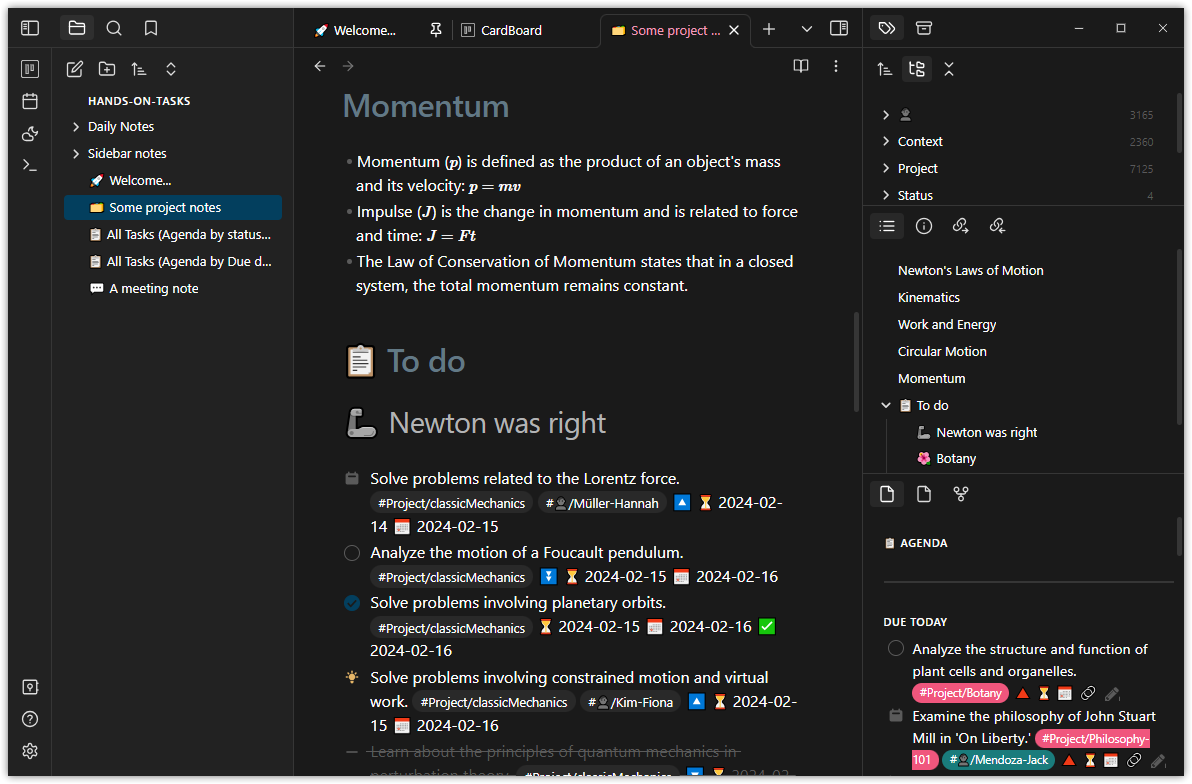 Welcome...
CardBoard
Some project ...
HANDS-ON-TASKS
Daily Notes
Sidebar notes
Welcome...
Some project notes
All Tasks (Agenda by status...
All Tasks (Agenda by Due d...
A meeting note
Momentum
Momentum (p) is defined as the product of an object's mass
and its velocity: p = mv
Impulse (J) is the change in momentum and is related to force
and time: J = Ft
The Law of Conservation of Momentum states that in a closed
system, the total momentum remains constant.
To do
Newton was right
Solve problems related to the Lorentz force.
#Project/classicMechanics #👤/Müller-Hannah 🔼 ⏳ 2024-02-
14 📅 2024-02-15
Analyze the motion of a Foucault pendulum.
#Project/classicMechanics ⏬ ⏳ 2024-02-15 📅 2024-02-16
Solve problems involving planetary orbits.
#Project/classicMechanics ⏳ 2024-02-15 📅 2024-02-16 ✅
2024-02-16
Solve problems involving constrained motion and virtual
work. #Project/classicMechanics #👤/Kim-Fiona 🔼 ⏳ 2024-02-
15 📅 2024-02-16
Learn about the principles of quantum mechanics in
perturbation theory. #Project/classicMechanics ⏬ ⏳ 2024-02-
3165
Context 2360
Project 7125
Status 4
Newton's Laws of Motion
Kinematics
Work and Energy
Circular Motion
Momentum
To do
Newton was right
Botany
AGENDA
DUE TODAY
Analyze the structure and function of
plant cells and organelles.
#Project/Botany
Examine the philosophy of John Stuart
Mill in 'On Liberty.' #Project/Philosophy-
101 #👤/Mendoza-Jack